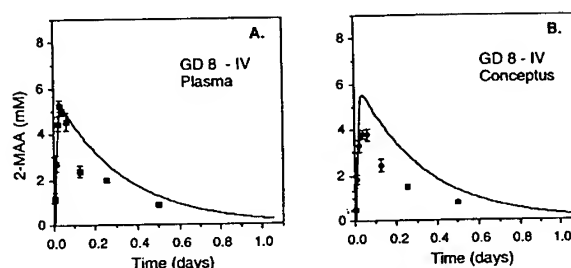 A.
GD 8 - IV
Plasma
2-MAA (mM)
8
6
4
2
0
0.0 0.2 0.4 0.6 0.8 1.0
Time (days)
B.
GD 8 - IV
Conceptus
8
6
4
2
0
0.0 0.2 0.4 0.6 0.8 1.0
Time (days)